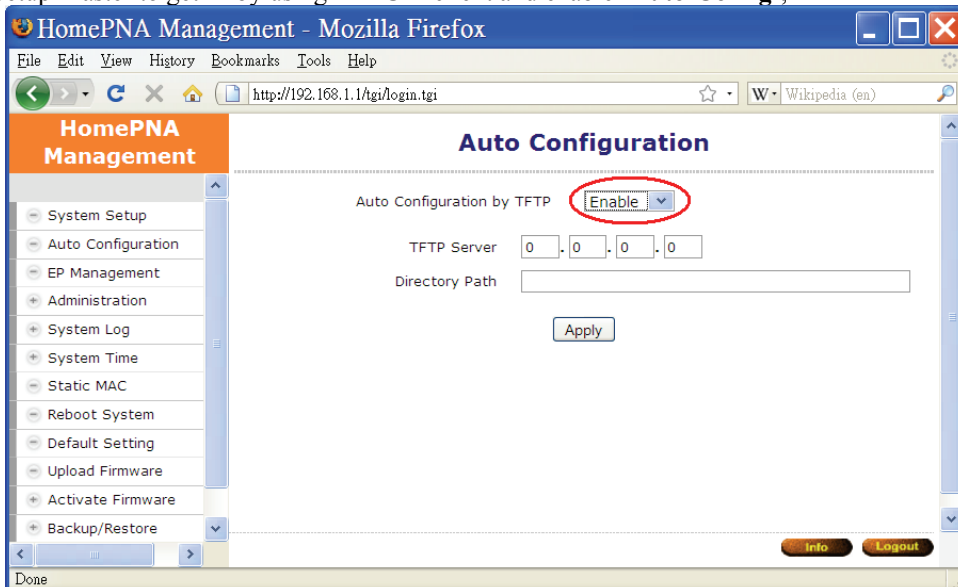 HomePNA Management - Mozilla Firefox
File Edit View History Bookmarks Tools Help
http://192.168.1.1/tgi/login.tgi
W Wikipedia (en)
HomePNA
Management
System Setup
Auto Configuration
EP Management
Administration
System Log
System Time
Static MAC
Reboot System
Default Setting
Upload Firmware
Activate Firmware
Backup/Restore
Auto Configuration
Auto Configuration by TFTP Enable
TFTP Server 0 . 0 . 0 . 0
Directory Path
Apply
Info Logout
Done